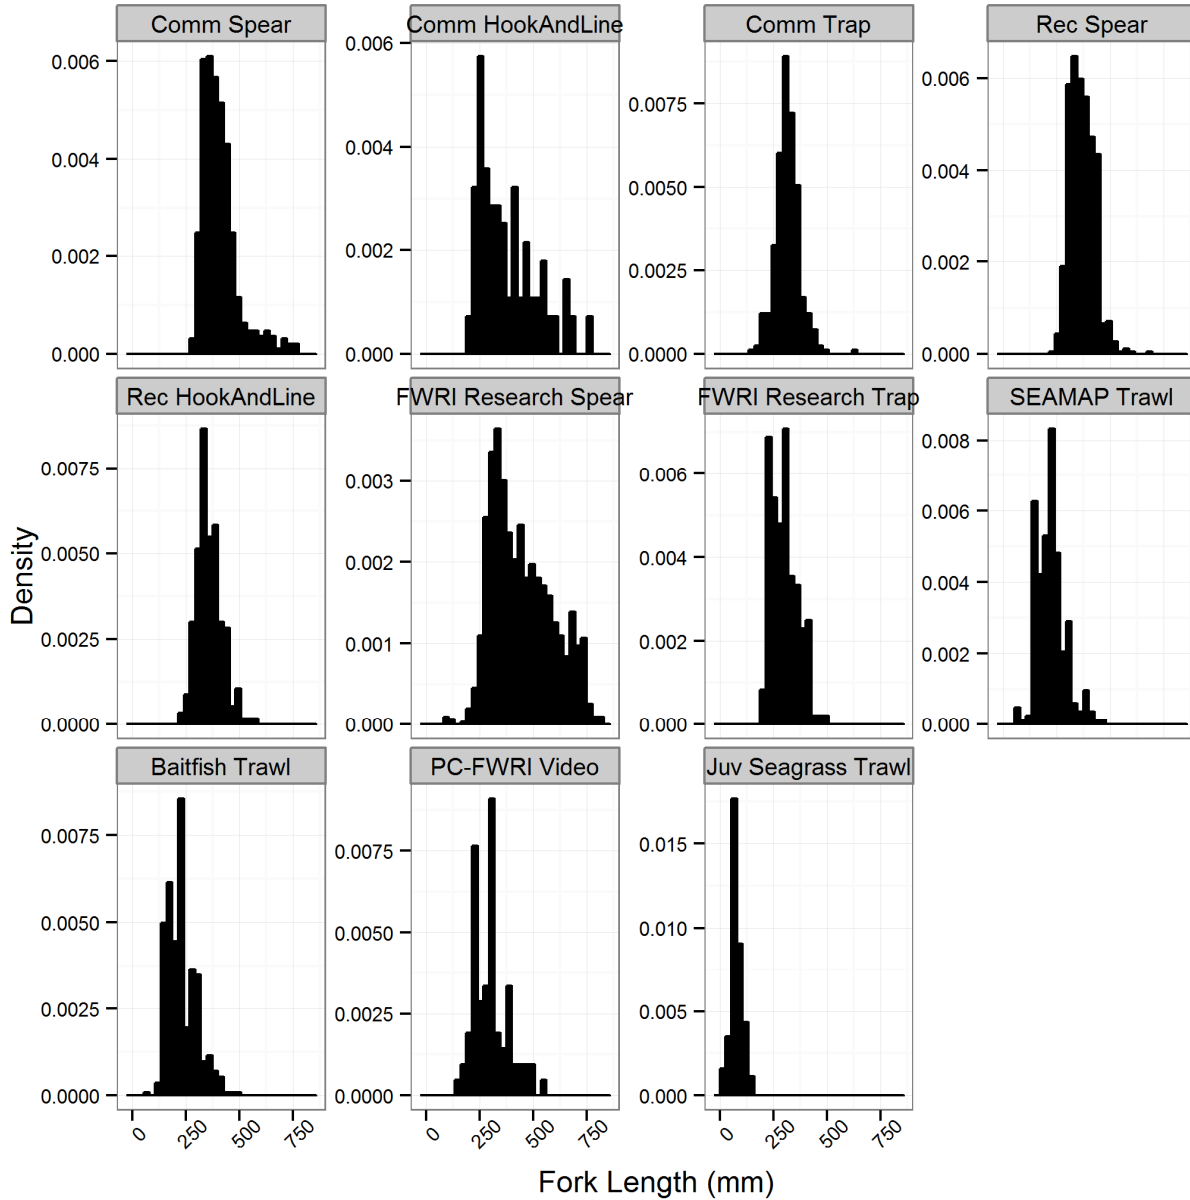 Comm Spear
Comm HookAndLine
Comm Trap
Rec Spear
0.006
0.004
0.002
0.000
0.006
0.004
0.002
0.000
0.0075
0.0050
0.0025
0.0000
0.006
0.004
0.002
0.000
Rec HookAndLine
FWRI Research Spear
FWRI Research Trap
SEAMAP Trawl
0.0075
0.0050
0.0025
0.0000
0.003
0.002
0.001
0.000
0.006
0.004
0.002
0.000
0.008
0.006
0.004
0.002
0.000
Density
Baitfish Trawl
PC-FWRI Video
Juv Seagrass Trawl
0.0075
0.0050
0.0025
0.0000
0.0075
0.0050
0.0025
0.0000
0.015
0.010
0.005
0.000
0 250 500 750
0 250 500 750
0 250 500 750
Fork Length (mm)